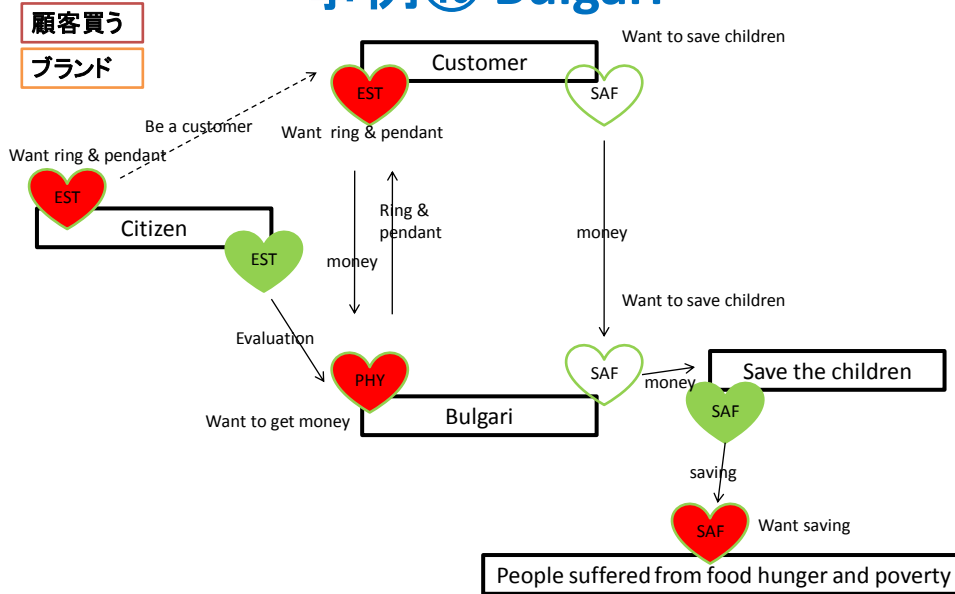 Bulgari
顧客買う
ブランド
Want to save children
Customer
EST
SAF
Be a customer
Want ring & pendant
Want ring & pendant
EST
Citizen
Ring &
pendant
money
money
EST
Want to save children
Evaluation
PHY
SAF
money
Save the children
SAF
Want to get money
Bulgari
saving
SAF
Want saving
People suffered from food hunger and poverty